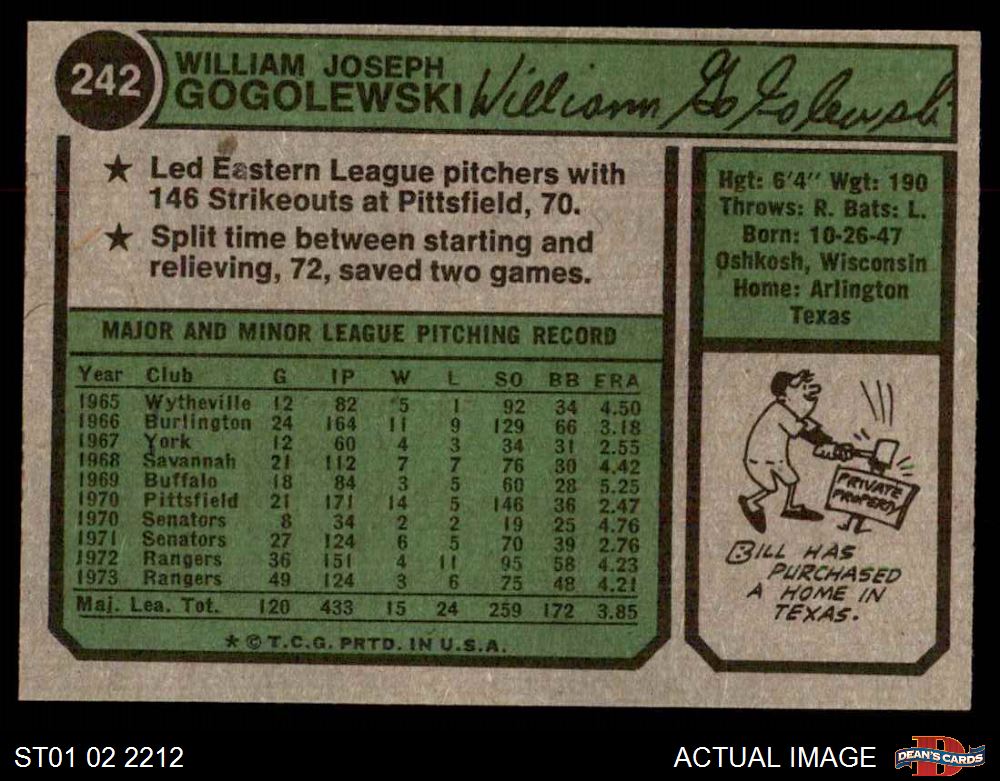 242
WILLIAM JOSEPH
GOGOLEWSKI
William Gogolewski
★ Led Eastern League pitchers with
146 Strikeouts at Pittsfield, 70.
★ Split time between starting and
relieving, 72, saved two games.
Hgt: 6'4" Wgt: 190
Throws: R. Bats: L.
Born: 10-26-47
Oshkosh, Wisconsin
Home: Arlington
Texas
MAJOR AND MINOR LEAGUE PITCHING RECORD
Year Club G IP W L SO BB ERA
1965 Wytheville 12 82 5 1 92 34 4.50
1966 Burlington 24 164 11 9 129 66 3.18
1967 York 12 60 4 3 34 31 2.55
1968 Savannah 21 112 7 7 76 30 4.42
1969 Buffalo 18 84 3 5 60 28 5.25
1970 Pittsfield 21 171 14 5 146 36 2.47
1970 Senators 8 34 2 2 19 25 4.76
1971 Senators 27 124 6 5 70 39 2.76
1972 Rangers 36 151 4 11 95 58 4.23
1973 Rangers 49 124 3 6 75 48 4.21
Maj. Lea. Tot. 120 433 15 24 259 172 3.85
★ © T.C.G. PRTD. IN U.S.A.
PRIVATE
PROPERTY
BILL HAS
PURCHASED
A HOME IN
TEXAS.
ST01 02 2212
ACTUAL IMAGE
D
DEAN'S CARDS